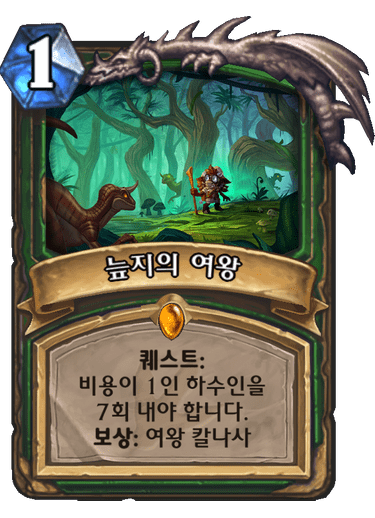 1
늪지의 여왕
퀘스트:
비용이 1인 하수인을
7회 내야 합니다.
보상: 여왕 칼나사